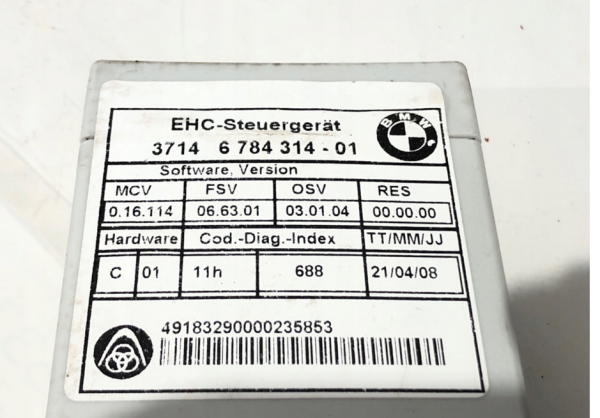 EHC-Steuergerät
BMW
3714 6 784 314 - 01
Software, Version
MCV FSV OSV RES
0.16.114 06.63.01 03.01.04 00.00.00
Hardware Cod.-Diag.-Index TT/MM/JJ
C 01 11h 688 21/04/08
49183290000235853